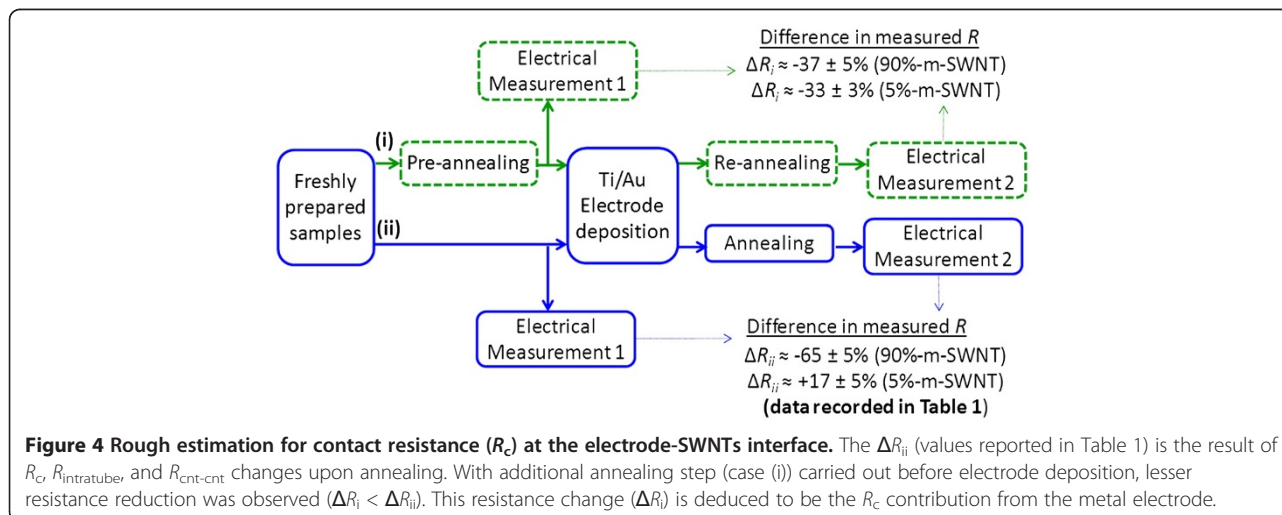 Difference in measured R
ΔRi ≈ -37 ± 5% (90%-m-SWNT)
ΔRi ≈ -33 ± 3% (5%-m-SWNT)
Electrical
Measurement 1
(i)
Pre-annealing
Re-annealing
Electrical
Measurement 2
Freshly
prepared
samples
Ti/Au
Electrode
deposition
(ii)
Annealing
Electrical
Measurement 2
Electrical
Measurement 1
Difference in measured R
ΔRii ≈ -65 ± 5% (90%-m-SWNT)
ΔRii ≈ +17 ± 5% (5%-m-SWNT)
(data recorded in Table 1)
Figure 4 Rough estimation for contact resistance (Rc) at the electrode-SWNTs interface. The ΔRii (values reported in Table 1) is the result of
Rc, Rintratube, and Rcnt-cnt changes upon annealing. With additional annealing step (case (i)) carried out before electrode deposition, lesser
resistance reduction was observed (ΔRi < ΔRii). This resistance change (ΔRi) is deduced to be the Rc contribution from the metal electrode.